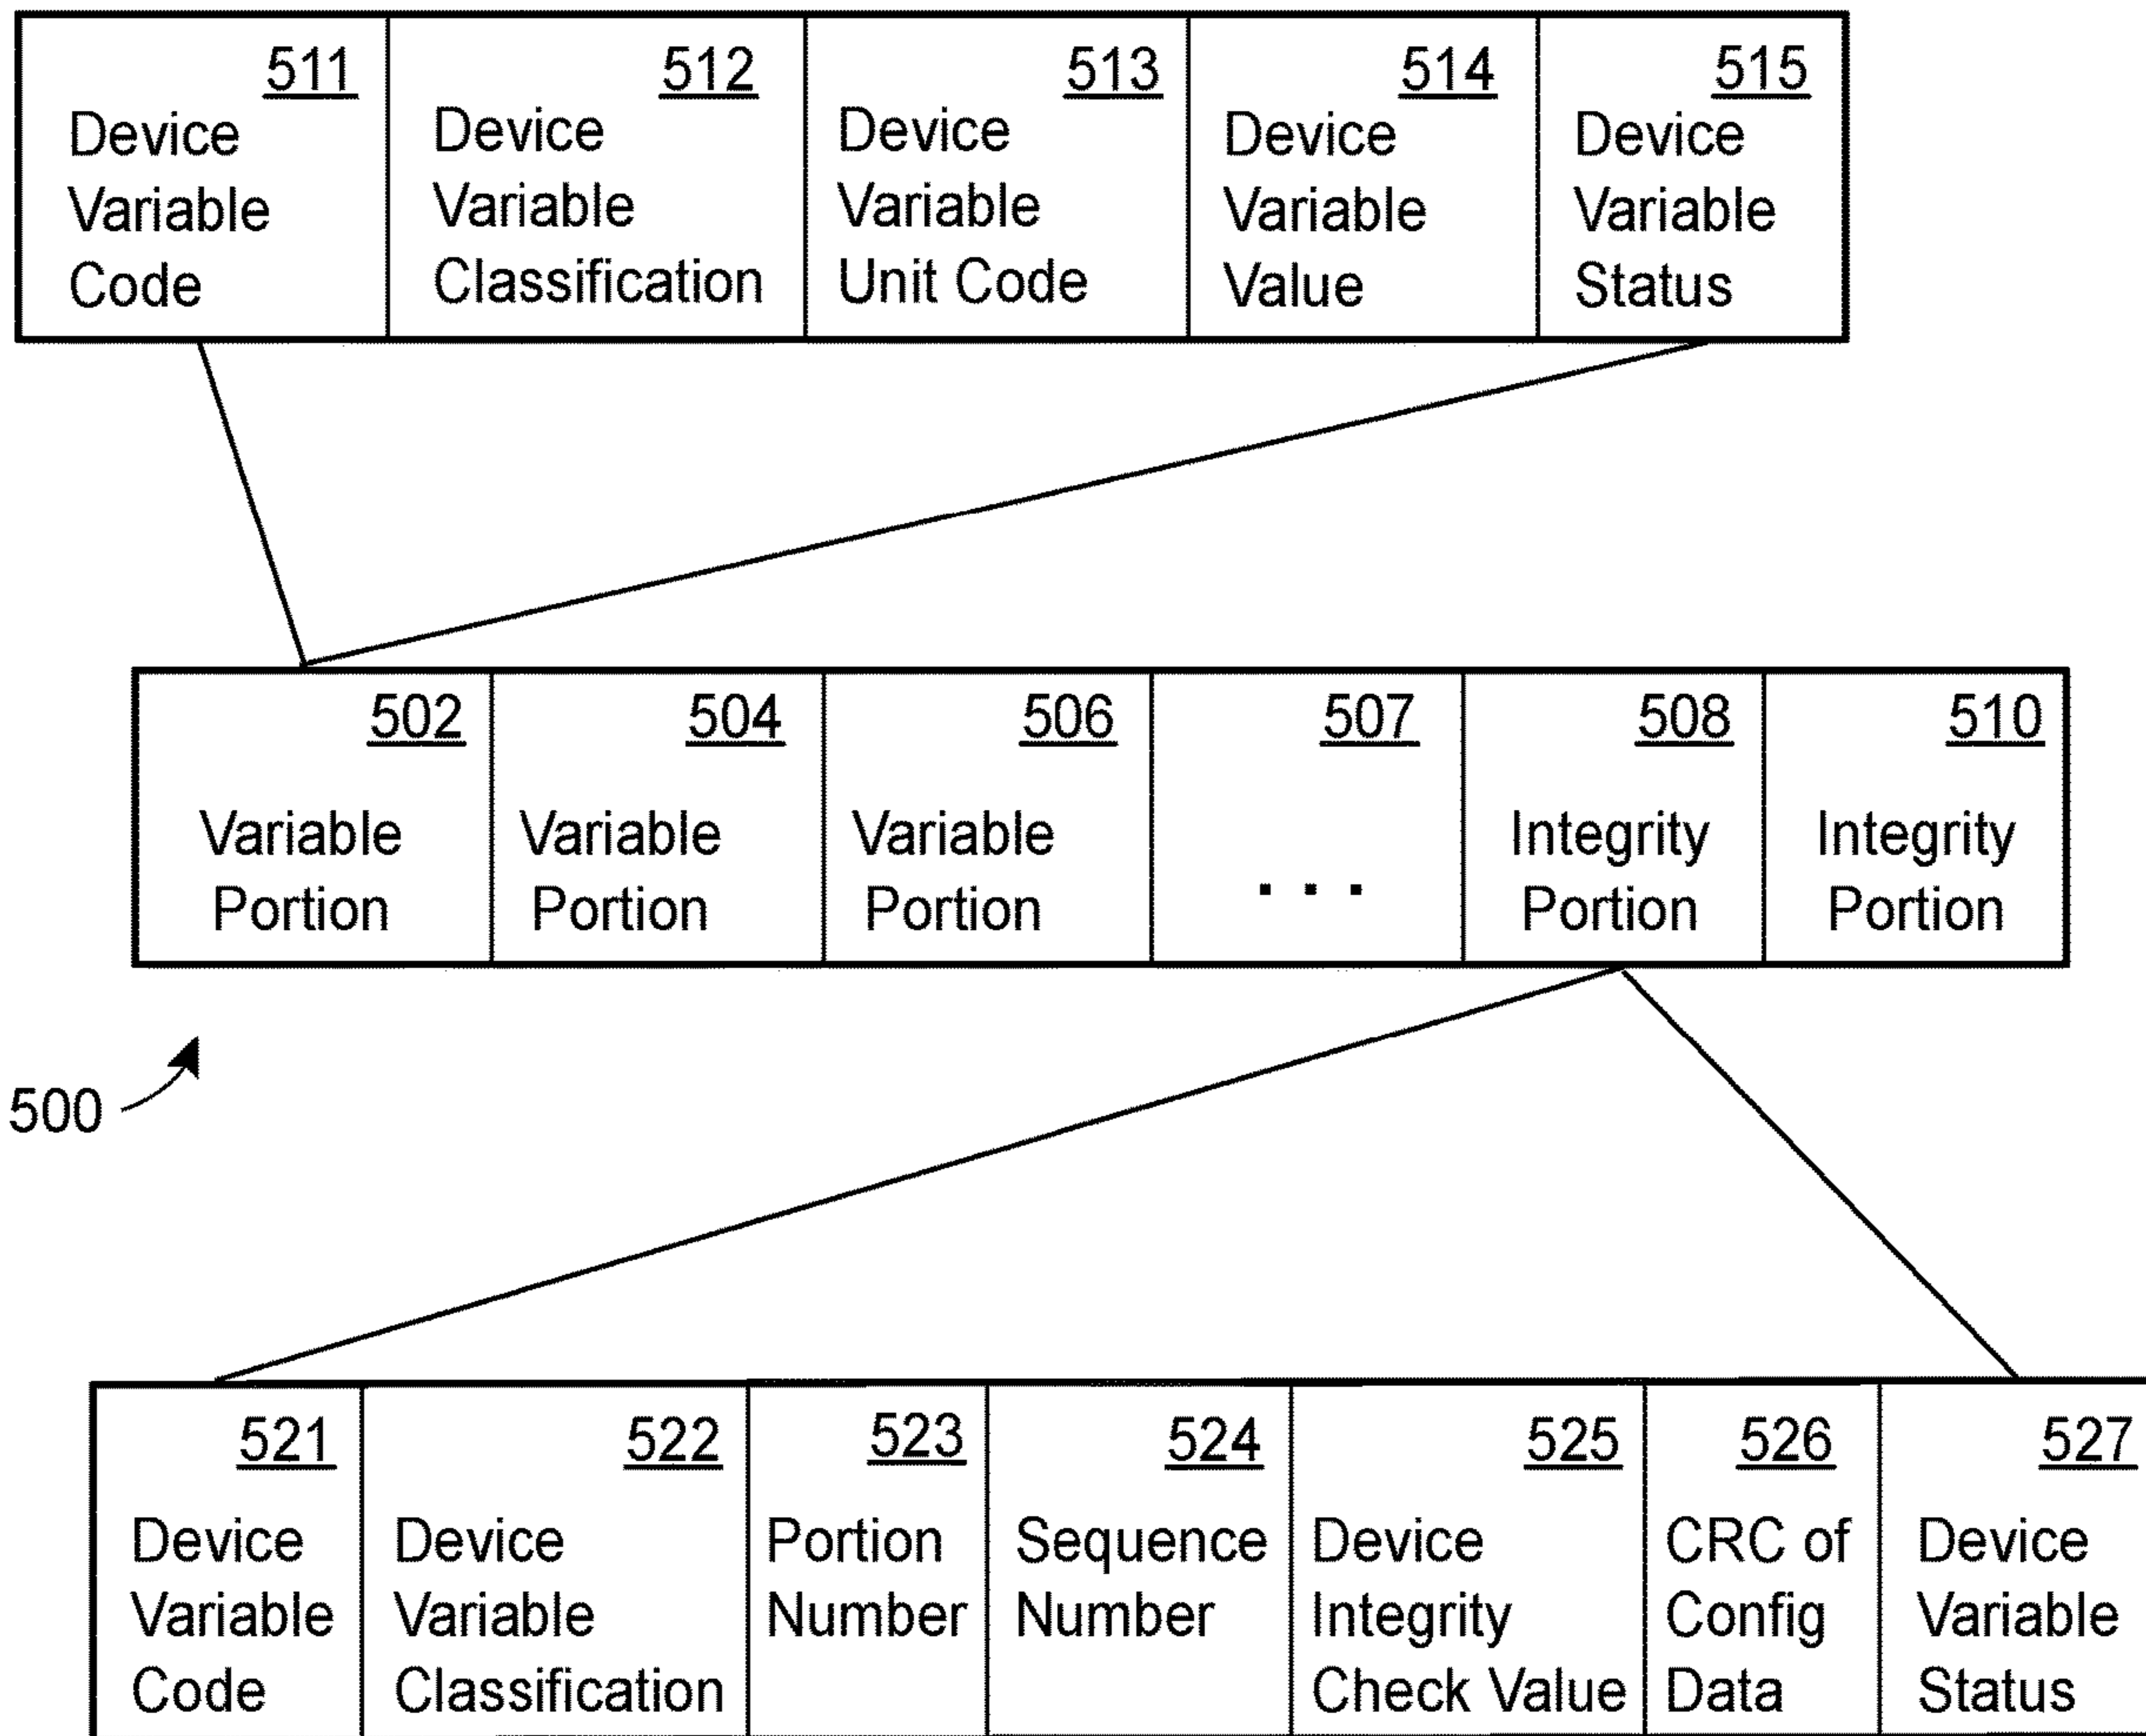 511
Device
Variable
Code
512
Device
Variable
Classification
513
Device
Variable
Unit Code
514
Device
Variable
Value
515
Device
Variable
Status
502
Variable
Portion
504
Variable
Portion
506
Variable
Portion
507
. . .
508
Integrity
Portion
510
Integrity
Portion
500
521
Device
Variable
Code
522
Device
Variable
Classification
523
Portion
Number
524
Sequence
Number
525
Device
Integrity
Check Value
526
CRC of
Config
Data
527
Device
Variable
Status